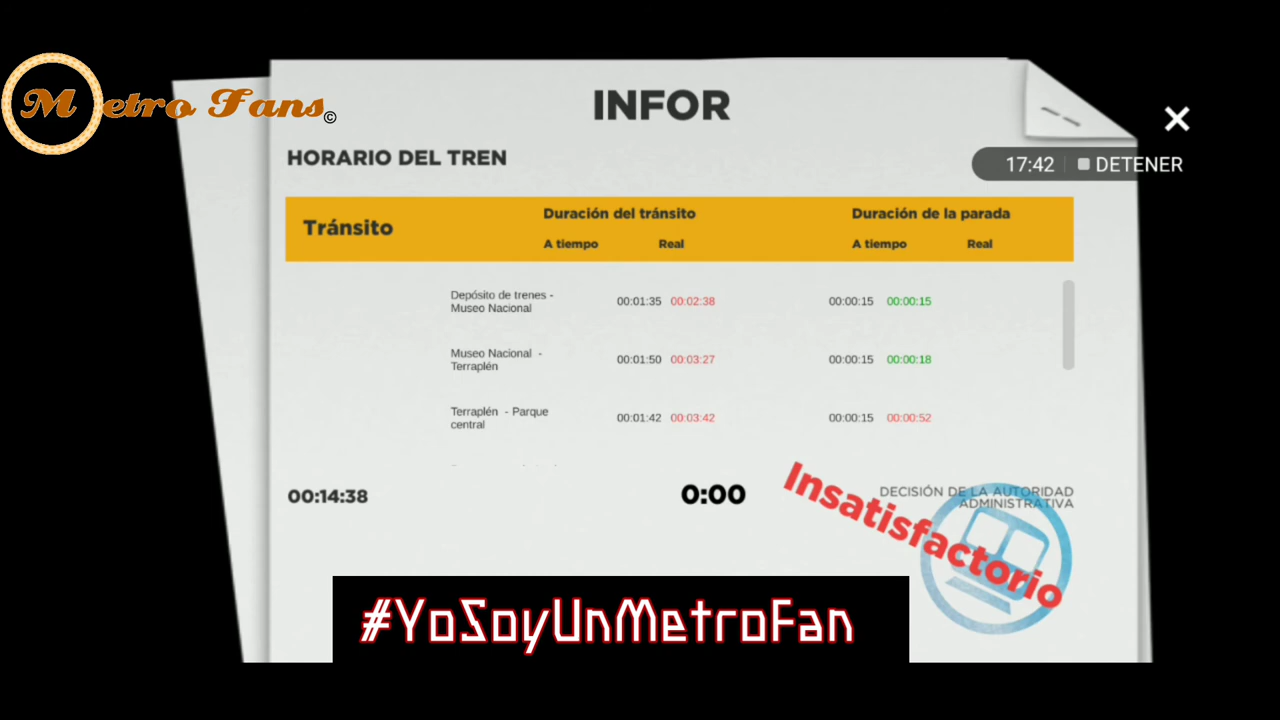 Metro Fans©
INFOR
HORARIO DEL TREN
17:42
DETENER
Tránsito
Duración del tránsito
Duración de la parada
A tiempo
Real
A tiempo
Real
Depósito de trenes -
Museo Nacional
00:01:35
00:02:38
00:00:15
00:00:15
Museo Nacional -
Terraplén
00:01:50
00:03:27
00:00:15
00:00:18
Terraplén - Parque
central
00:01:42
00:03:42
00:00:15
00:00:52
00:14:38
0:00
DECISIÓN DE LA AUTORIDAD
ADMINISTRATIVA
Insatisfactorio
#YoSoyUnMetroFan